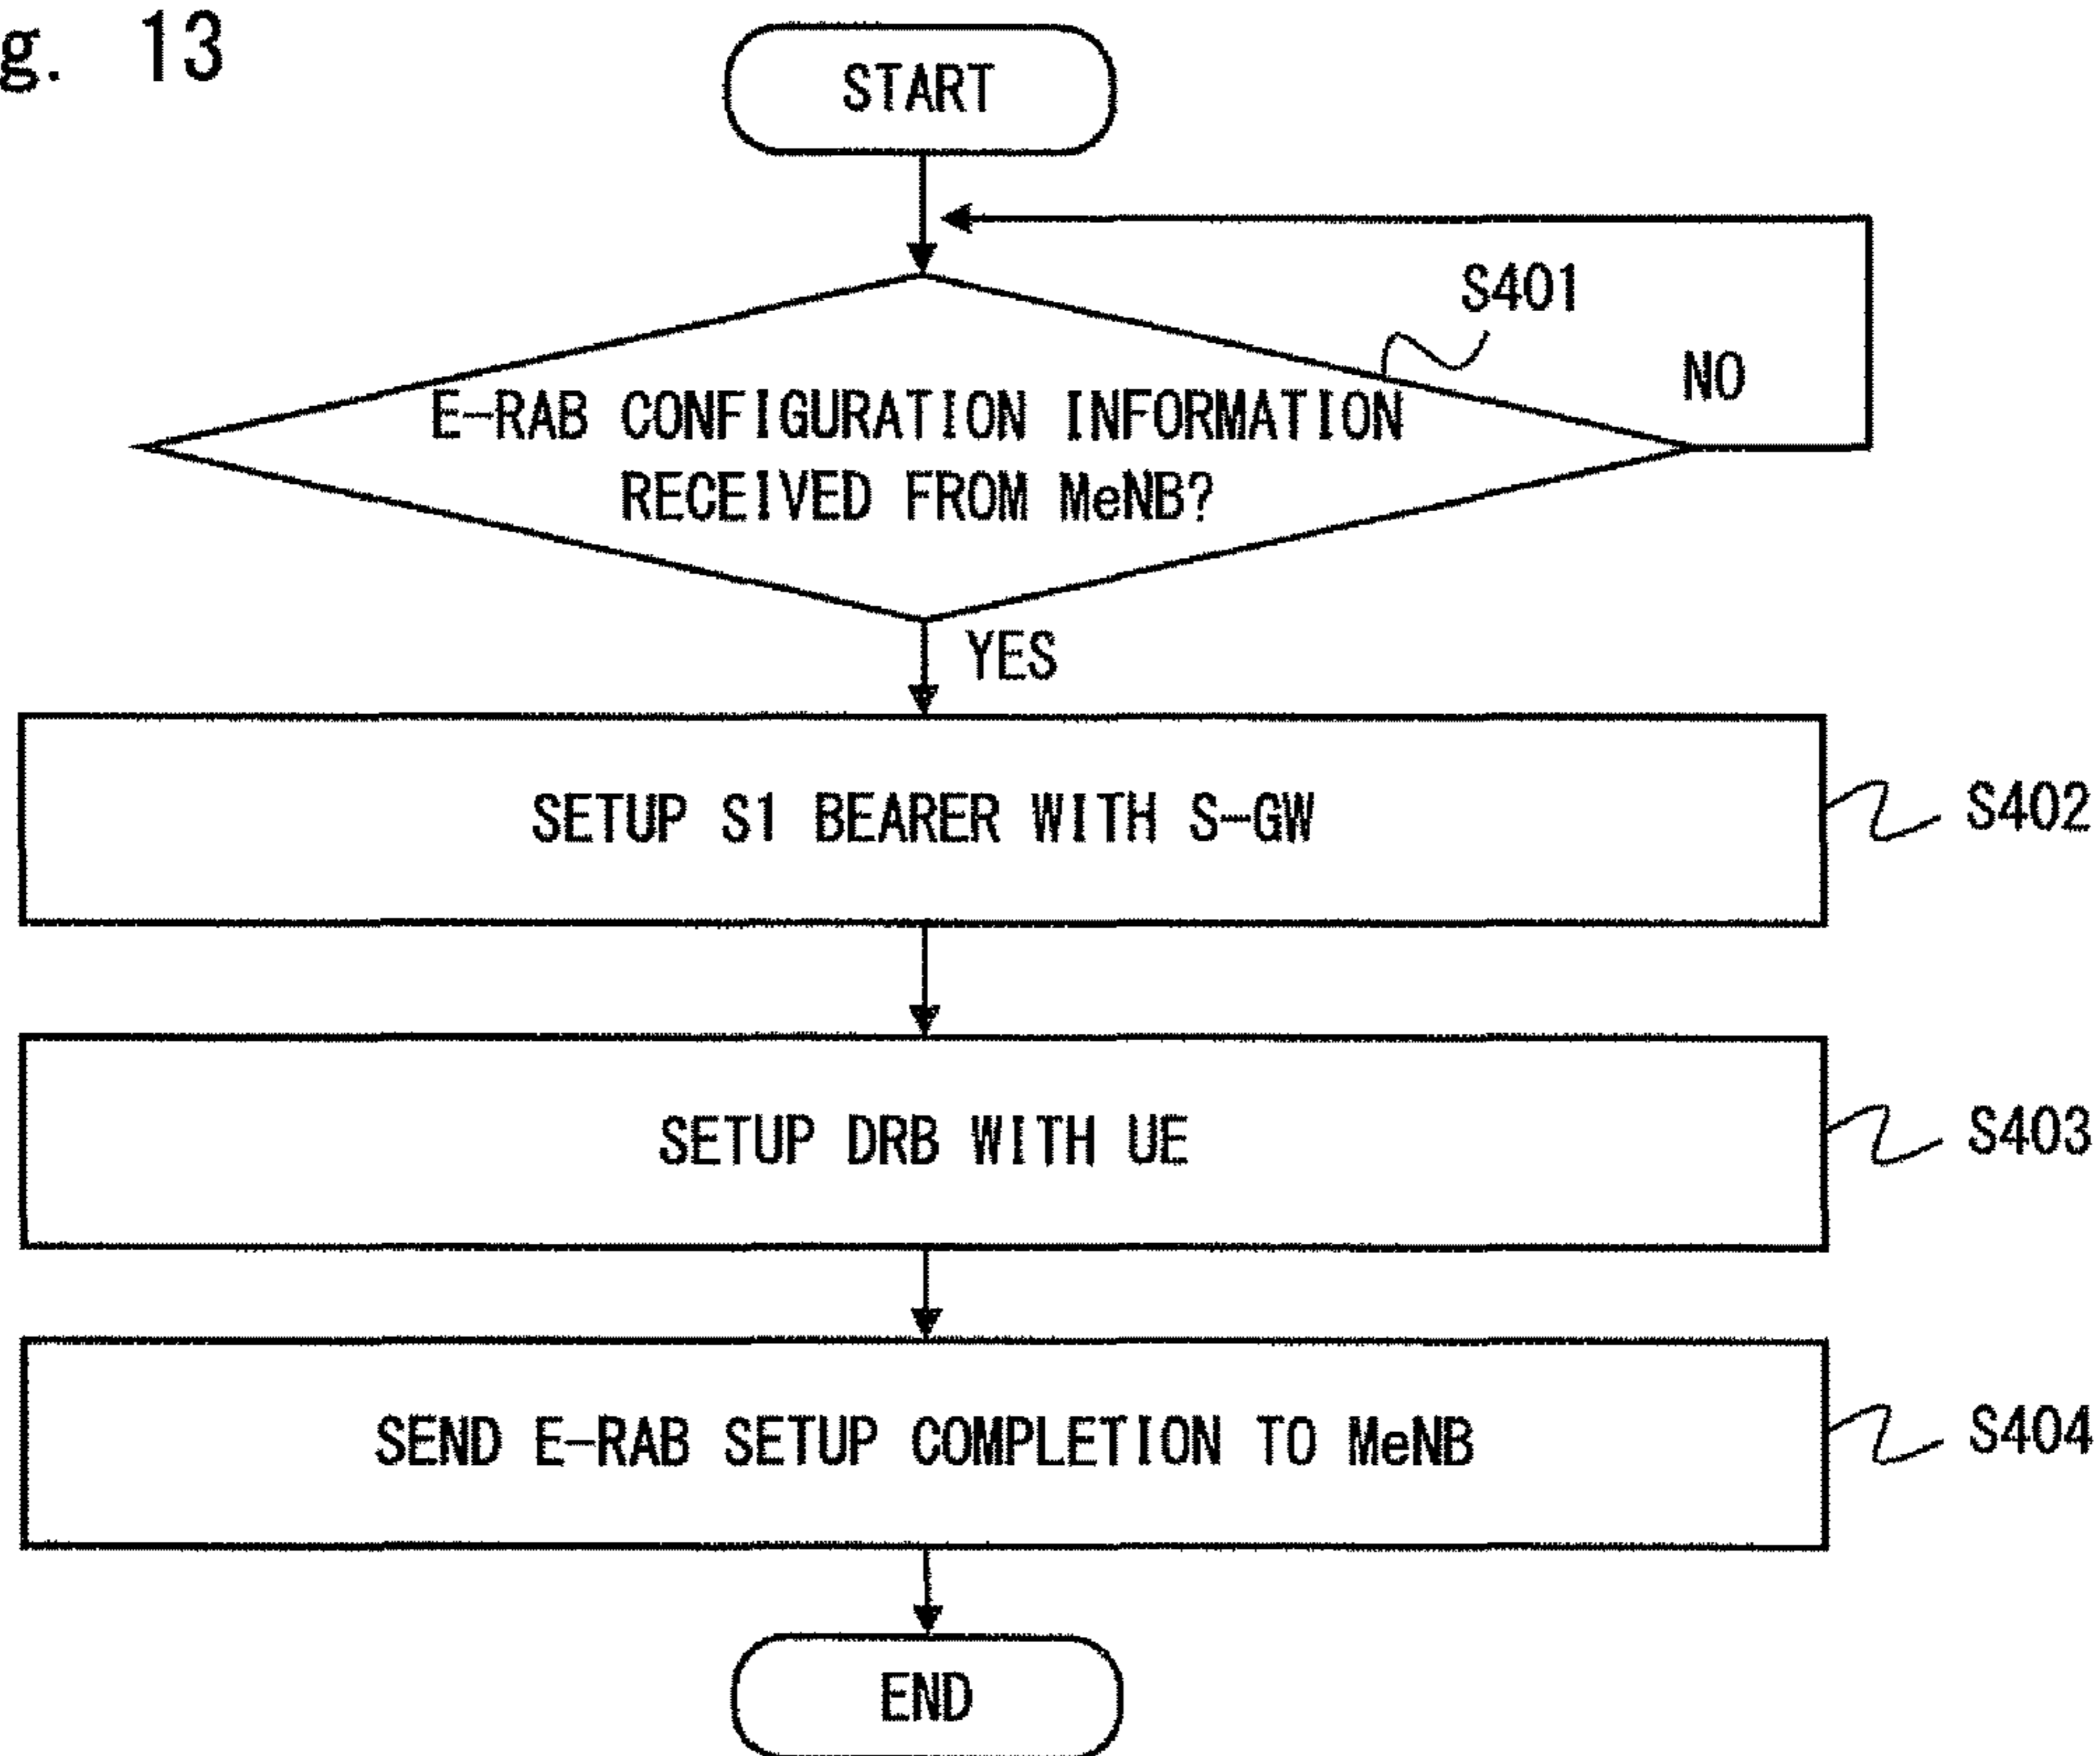 g. 13
START
S401
NO
E-RAB CONFIGURATION INFORMATION
RECEIVED FROM MeNB?
YES
SETUP S1 BEARER WITH S-GW
S402
SETUP DRB WITH UE
S403
SEND E-RAB SETUP COMPLETION TO MeNB
S404
END